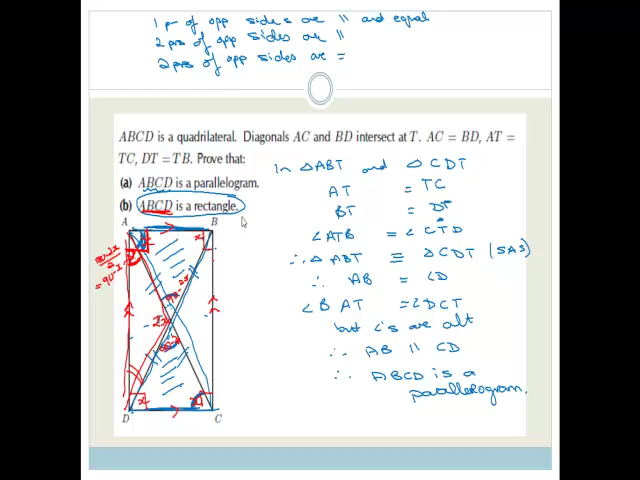 1 pr of opp sides are || and equal
2 prs of opp sides are ||
2 prs of opp sides are =
ABCD is a quadrilateral. Diagonals AC and BD intersect at T. AC = BD, AT =
TC, DT = TB. Prove that:
(a) ABCD is a parallelogram.
(b) ABCD is a rectangle.
In △ABT and △CDT
AT = TC
BT = DT
∠ATB = ∠CTD
∴ △ABT ≡ △CDT (SAS)
∴ AB = CD
∠BAT = ∠DCT
but ∠'s are alt
∴ AB || CD
∴ ABCD is a
parallelogram.
A B
= 90-x
D C